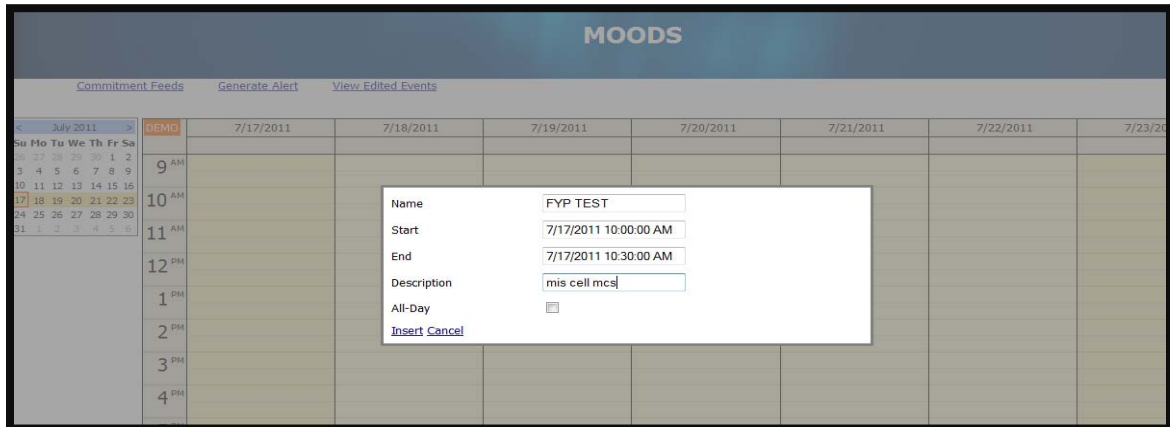 MOODS
Commitment Feeds Generate Alert View Edited Events
< July 2011 > DEMO 7/17/2011 7/18/2011 7/19/2011 7/20/2011 7/21/2011 7/22/2011 7/23/20
Su Mo Tu We Th Fr Sa
26 27 28 29 30 1 2
3 4 5 6 7 8 9
10 11 12 13 14 15 16
17 18 19 20 21 22 23
24 25 26 27 28 29 30
31 1 2 3 4 5 6
9 AM
10 AM
11 AM
12 PM
1 PM
2 PM
3 PM
4 PM
Name FYP TEST
Start 7/17/2011 10:00:00 AM
End 7/17/2011 10:30:00 AM
Description mis cell mcs
All-Day
Insert Cancel